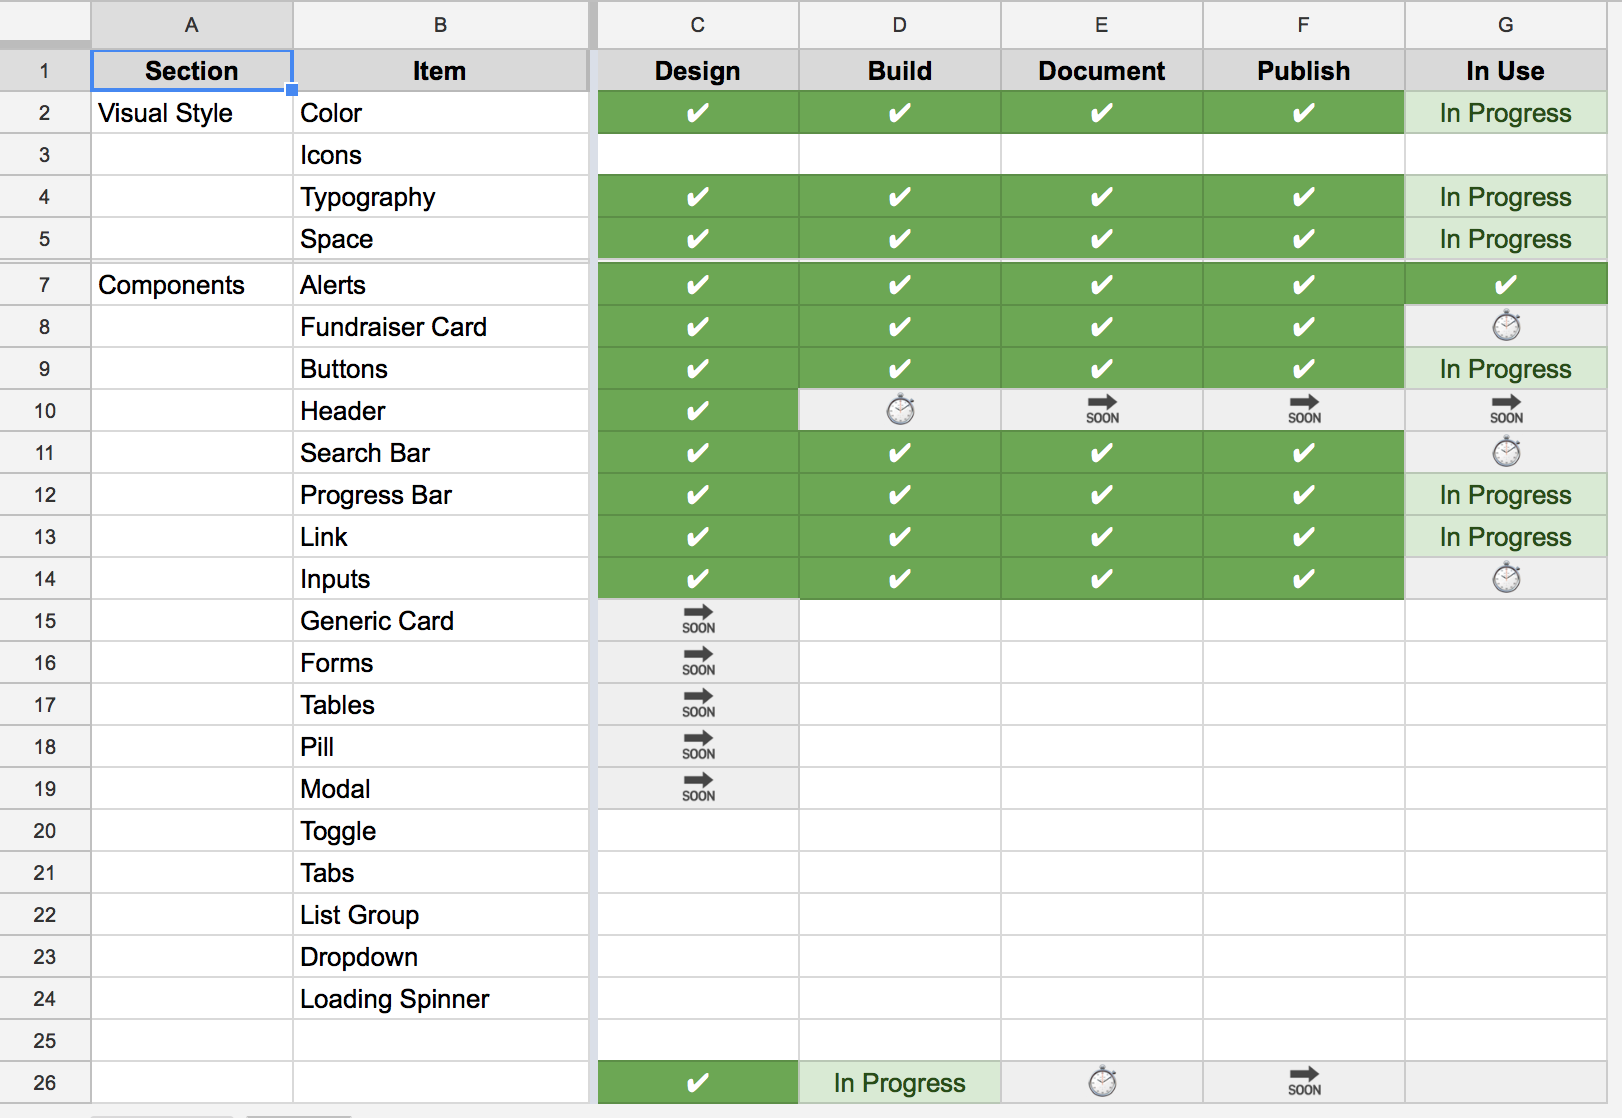 A B C D E F G
1 Section Item Design Build Document Publish In Use
2 Visual Style Color ✔ ✔ ✔ ✔ In Progress
3 Icons
4 Typography ✔ ✔ ✔ ✔ In Progress
5 Space ✔ ✔ ✔ ✔ In Progress
7 Components Alerts ✔ ✔ ✔ ✔ ✔
8 Fundraiser Card ✔ ✔ ✔ ✔
9 Buttons ✔ ✔ ✔ ✔ In Progress
10 Header ✔ SOON SOON SOON
11 Search Bar ✔ ✔ ✔ ✔
12 Progress Bar ✔ ✔ ✔ ✔ In Progress
13 Link ✔ ✔ ✔ ✔ In Progress
14 Inputs ✔ ✔ ✔ ✔
15 Generic Card SOON
16 Forms SOON
17 Tables SOON
18 Pill SOON
19 Modal SOON
20 Toggle
21 Tabs
22 List Group
23 Dropdown
24 Loading Spinner
25
26 ✔ In Progress SOON